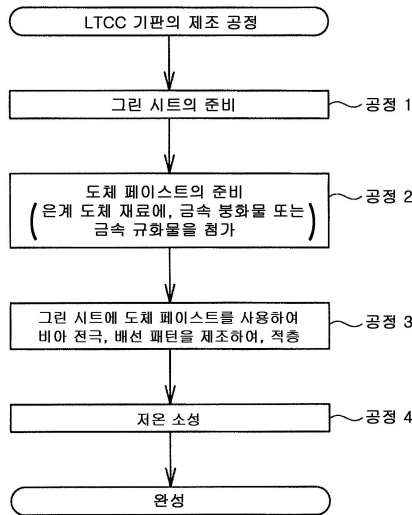 LTCC 기판의 제조 공정
그린 시트의 준비
공정 1
도체 페이스트의 준비
(은계 도체 재료에, 금속 붕화물 또는
금속 규화물을 첨가)
공정 2
그린 시트에 도체 페이스트를 사용하여
비아 전극, 배선 패턴을 제조하여, 적층
공정 3
저온 소성
공정 4
완성